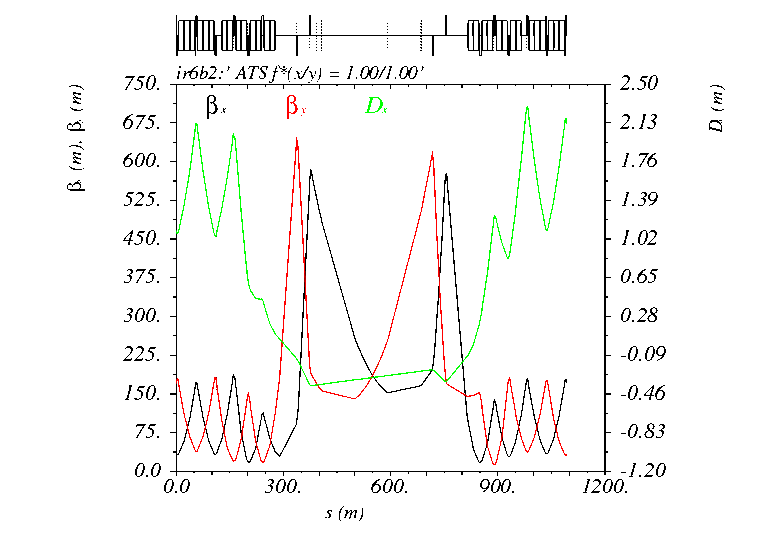 ir6b2:' ATS f*(x/y) = 1.00/1.00'
750. 2.50
β (m), β (m) βx βy Dx D (m)
675. 2.13
600. 1.76
525. 1.39
450. 1.02
375. 0.65
300. 0.28
225. -0.09
150. -0.46
75. -0.83
0.0 -1.20
0.0 300. 600. 900. 1200.
s (m)